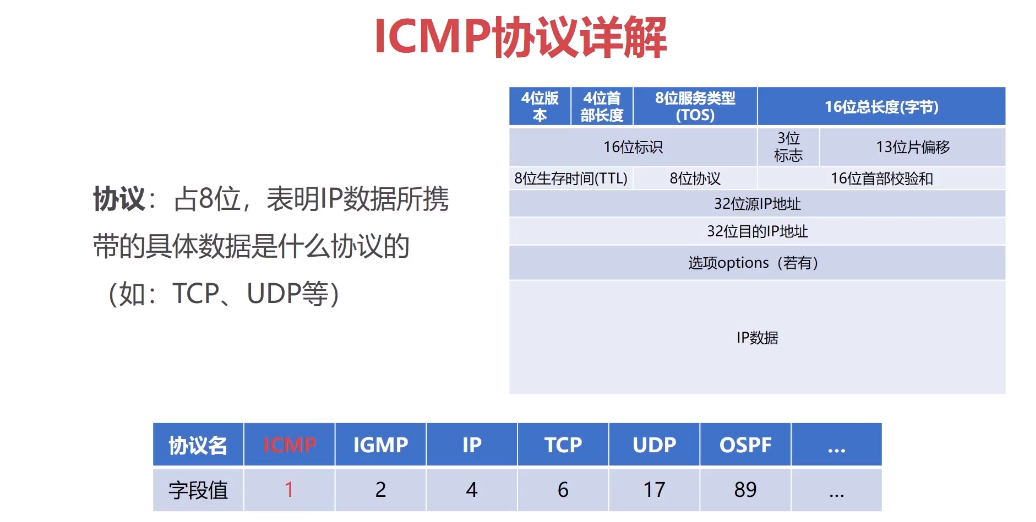 ICMP协议详解
协议：占8位，表明IP数据所携
带的具体数据是什么协议的
（如：TCP、UDP等）
4位版
本
4位首
部长度
8位服务类型
(TOS)
16位总长度(字节)
16位标识
3位
标志
13位片偏移
8位生存时间(TTL)
8位协议
16位首部校验和
32位源IP地址
32位目的IP地址
选项options（若有）
IP数据
协议名 ICMP IGMP IP TCP UDP OSPF ...
字段值 1 2 4 6 17 89 ...